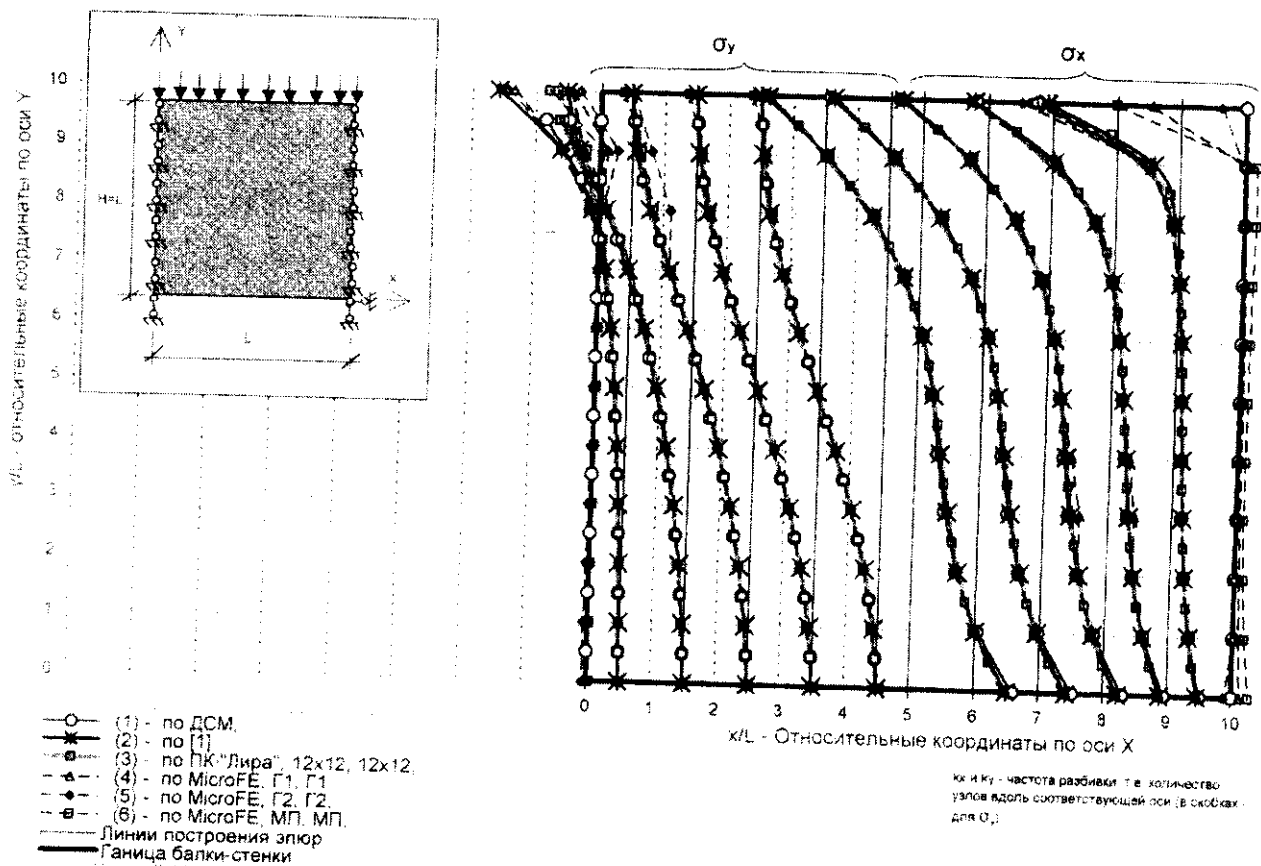 σy
σx
Y
H=L
x
L
y/L - относительные координаты по оси Y
10
9
8
7
6
5
4
3
2
1
0
0 1 2 3 4 5 6 7 8 9 10
x/L - Относительные координаты по оси X
(1) - по ДСМ,
(2) - по [1]
(3) - по ПК-"Лира", 12x12, 12x12,
(4) - по MicroFE, Г1, Г1
(5) - по MicroFE, Г2, Г2,
(6) - по MicroFE, МП, МП,
Линии построения эпюр
Ганица балки-стенки
кx и кy - частота разбивки т.е. количество
узлов вдоль соответствующей оси (в скобках -
для σy)